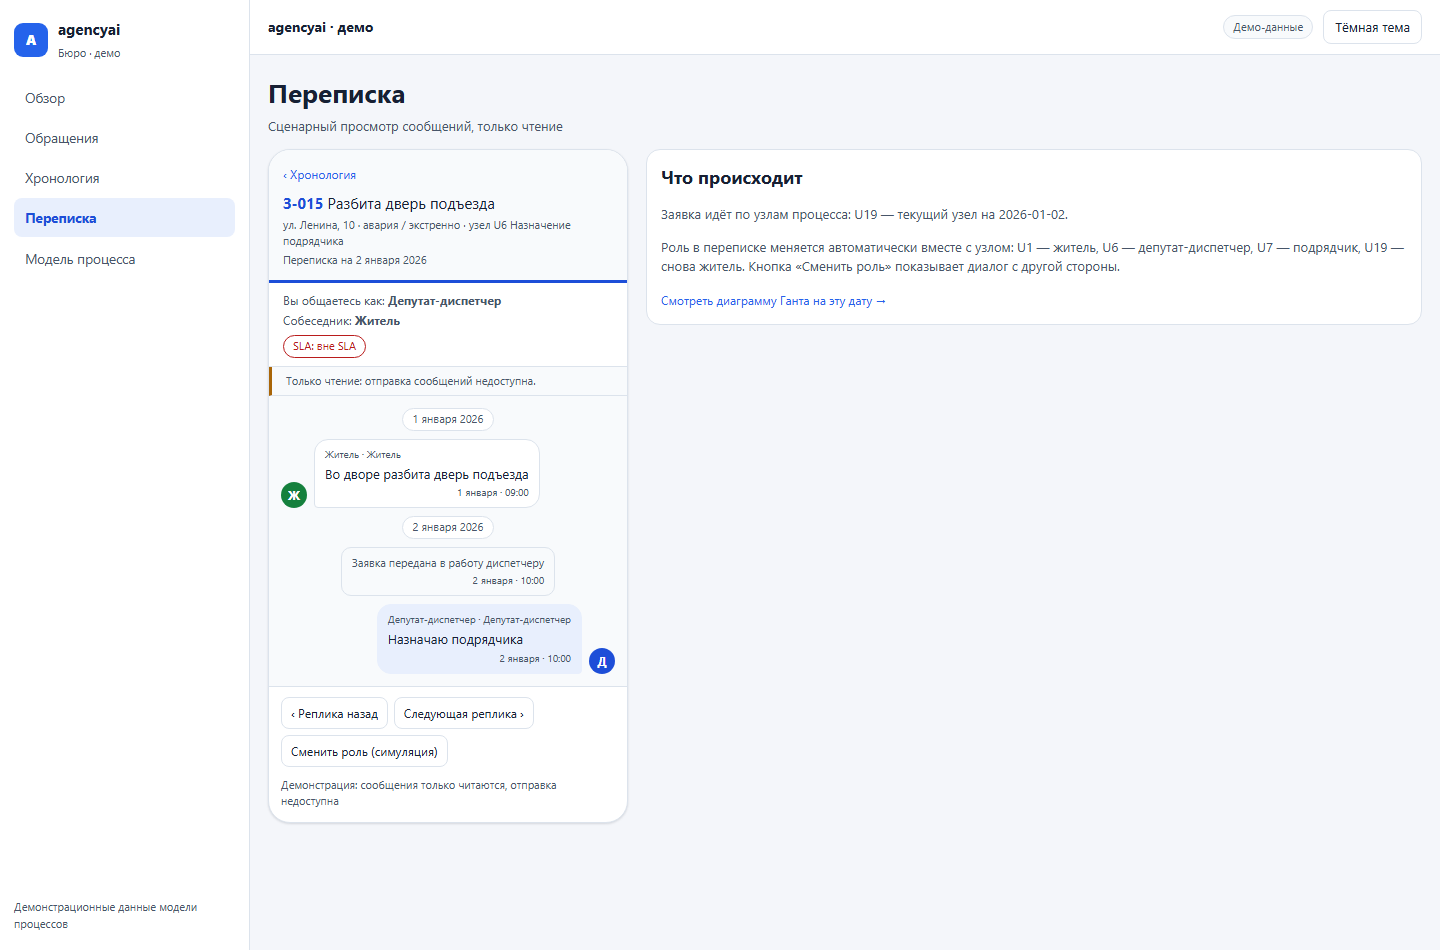 A
agencyai
Бюро · демо
Обзор
Обращения
Хронология
Переписка
Модель процесса
Демонстрационные данные модели
процессов
agencyai · демо
Демо-данные
Тёмная тема
Переписка
Сценарный просмотр сообщений, только чтение
‹ Хронология
З-015 Разбита дверь подъезда
ул. Ленина, 10 · авария / экстренно · узел U6 Назначение
подрядчика
Переписка на 2 января 2026
Вы общаетесь как: Депутат-диспетчер
Собеседник: Житель
SLA: вне SLA
Только чтение: отправка сообщений недоступна.
1 января 2026
Житель · Житель
Во дворе разбита дверь подъезда
1 января · 09:00
Ж
2 января 2026
Заявка передана в работу диспетчеру
2 января · 10:00
Депутат-диспетчер · Депутат-диспетчер
Назначаю подрядчика
2 января · 10:00
Д
‹ Реплика назад
Следующая реплика ›
Сменить роль (симуляция)
Демонстрация: сообщения только читаются, отправка
недоступна
Что происходит
Заявка идёт по узлам процесса: U19 — текущий узел на 2026-01-02.
Роль в переписке меняется автоматически вместе с узлом: U1 — житель, U6 — депутат-диспетчер, U7 — подрядчик, U19 —
снова житель. Кнопка «Сменить роль» показывает диалог с другой стороны.
Смотреть диаграмму Ганта на эту дату →